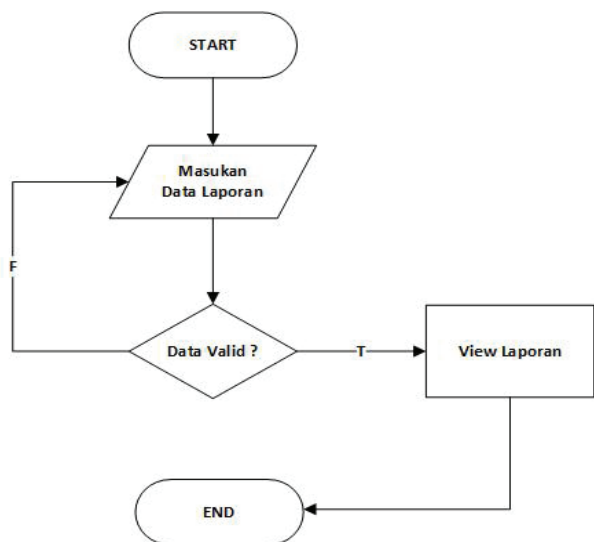 START
Masukan
Data Laporan
F
Data Valid ?
T
View Laporan
END